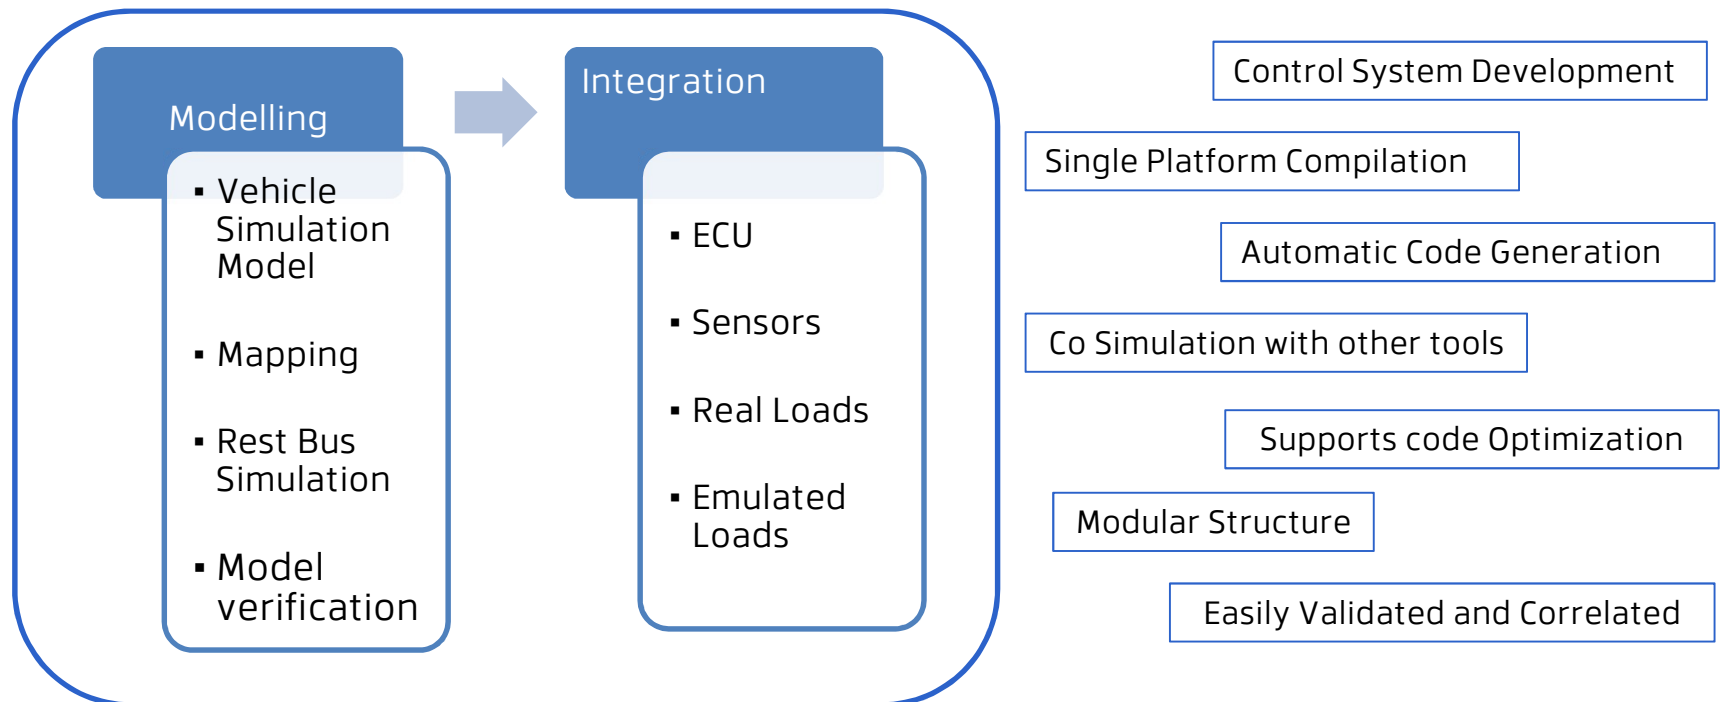 Modelling
▪ Vehicle
Simulation
Model
▪ Mapping
▪ Rest Bus
Simulation
▪ Model
verification
Integration
▪ ECU
▪ Sensors
▪ Real Loads
▪ Emulated
Loads
Control System Development
Single Platform Compilation
Automatic Code Generation
Co Simulation with other tools
Supports code Optimization
Modular Structure
Easily Validated and Correlated